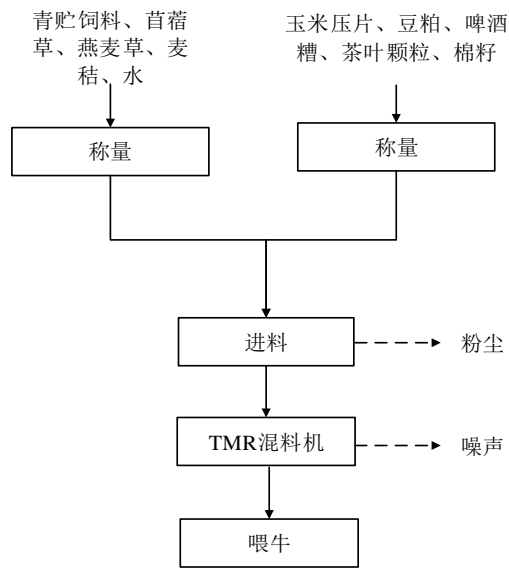 青贮饲料、苜蓿
草、燕麦草、麦
秸、水
玉米压片、豆粕、啤酒
糟、茶叶颗粒、棉籽
称量
称量
进料
粉尘
TMR混料机
噪声
喂牛